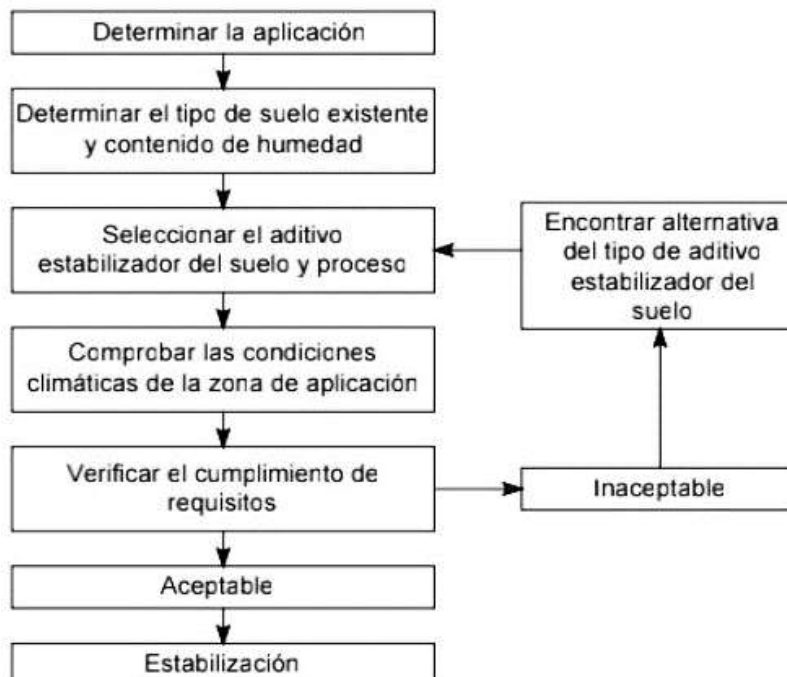 Determinar la aplicación
Determinar el tipo de suelo existente
y contenido de humedad
Seleccionar el aditivo
estabilizador del suelo y proceso
Encontrar alternativa
del tipo de aditivo
estabilizador del
suelo
Comprobar las condiciones
climáticas de la zona de aplicación
Verificar el cumplimiento de
requisitos
Inaceptable
Aceptable
Estabilización